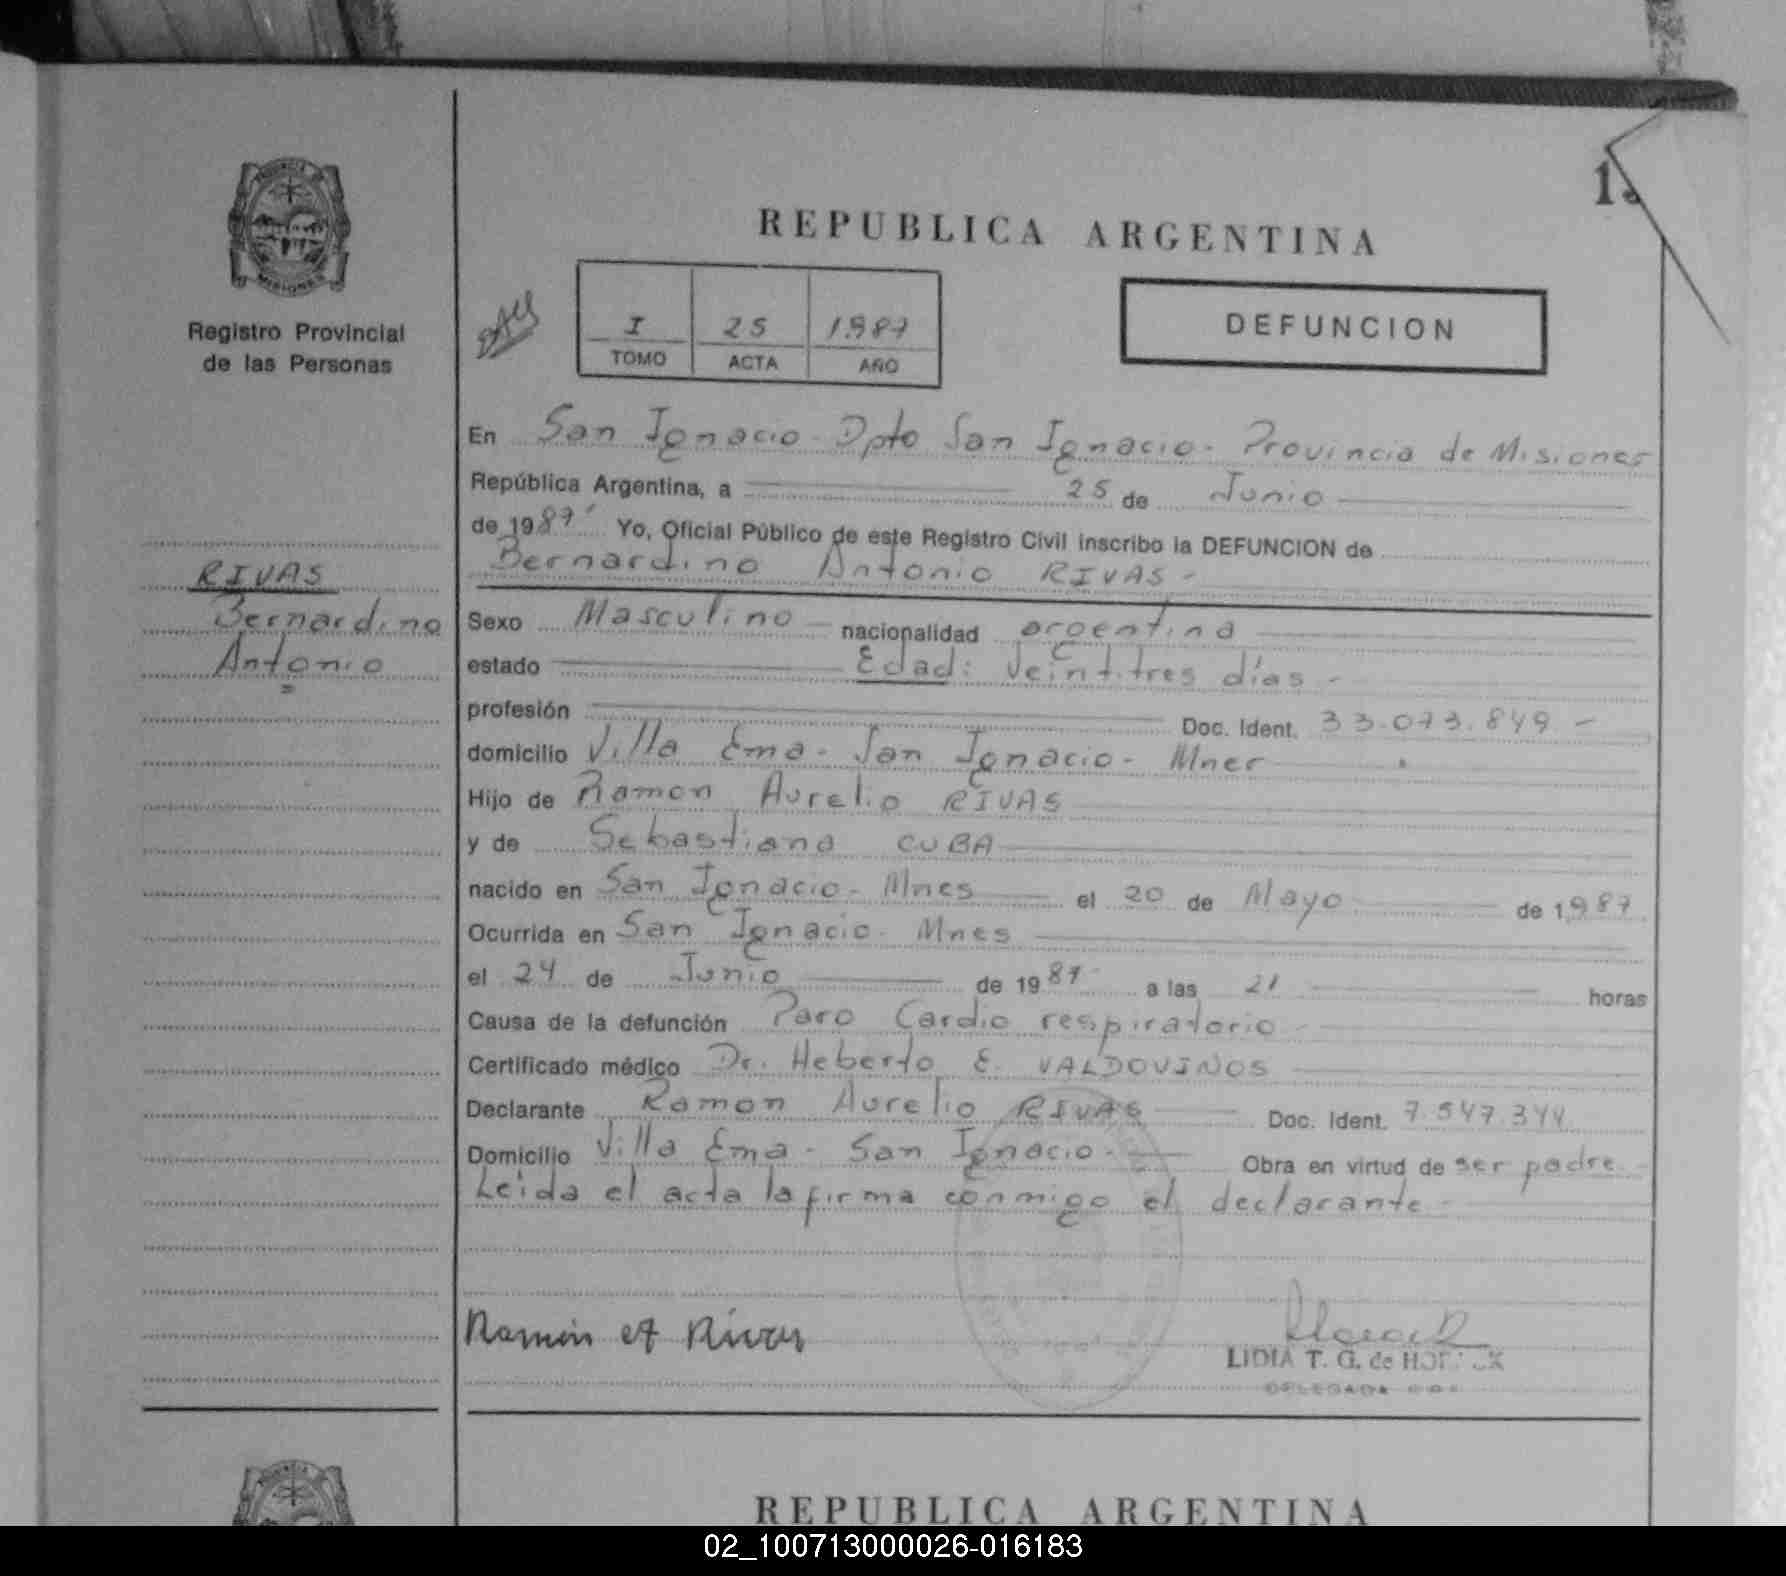 REPUBLICA ARGENTINA
Registro Provincial
de las Personas
MISIONES
I 25 1987
TOMO ACTA AÑO
DEFUNCION
En San Ignacio - Dpto San Ignacio - Provincia de Misiones
República Argentina, a 25 de Junio
de 1987 Yo, Oficial Público de este Registro Civil inscribo la DEFUNCION de
Bernardino Antonio RIVAS -
RIVAS
Bernardino
Antonio
Sexo Masculino nacionalidad argentina
estado Edad: Veintitres días -
profesión Doc. Ident. 33.073.849 -
domicilio Villa Ema - San Ignacio - Mnes
Hijo de Ramon Aurelio RIVAS
y de Sebastiana CUBA
nacido en San Ignacio - Mnes el 20 de Mayo de 1987
Ocurrida en San Ignacio - Mnes
el 24 de Junio de 1987 a las 21 horas
Causa de la defunción Paro Cardio respiratorio -
Certificado médico Dr. Heberto E. VALDOVINOS
Declarante Ramon Aurelio RIVAS Doc. Ident. 7.547.344
Domicilio Villa Ema - San Ignacio - Obra en virtud de ser padre -
Leida el acta la firma conmigo el declarante -
Ramón A Rivas
LIDIA T. G. de
DELEGADA
REPUBLICA ARGENTINA
02_100713000026-016183